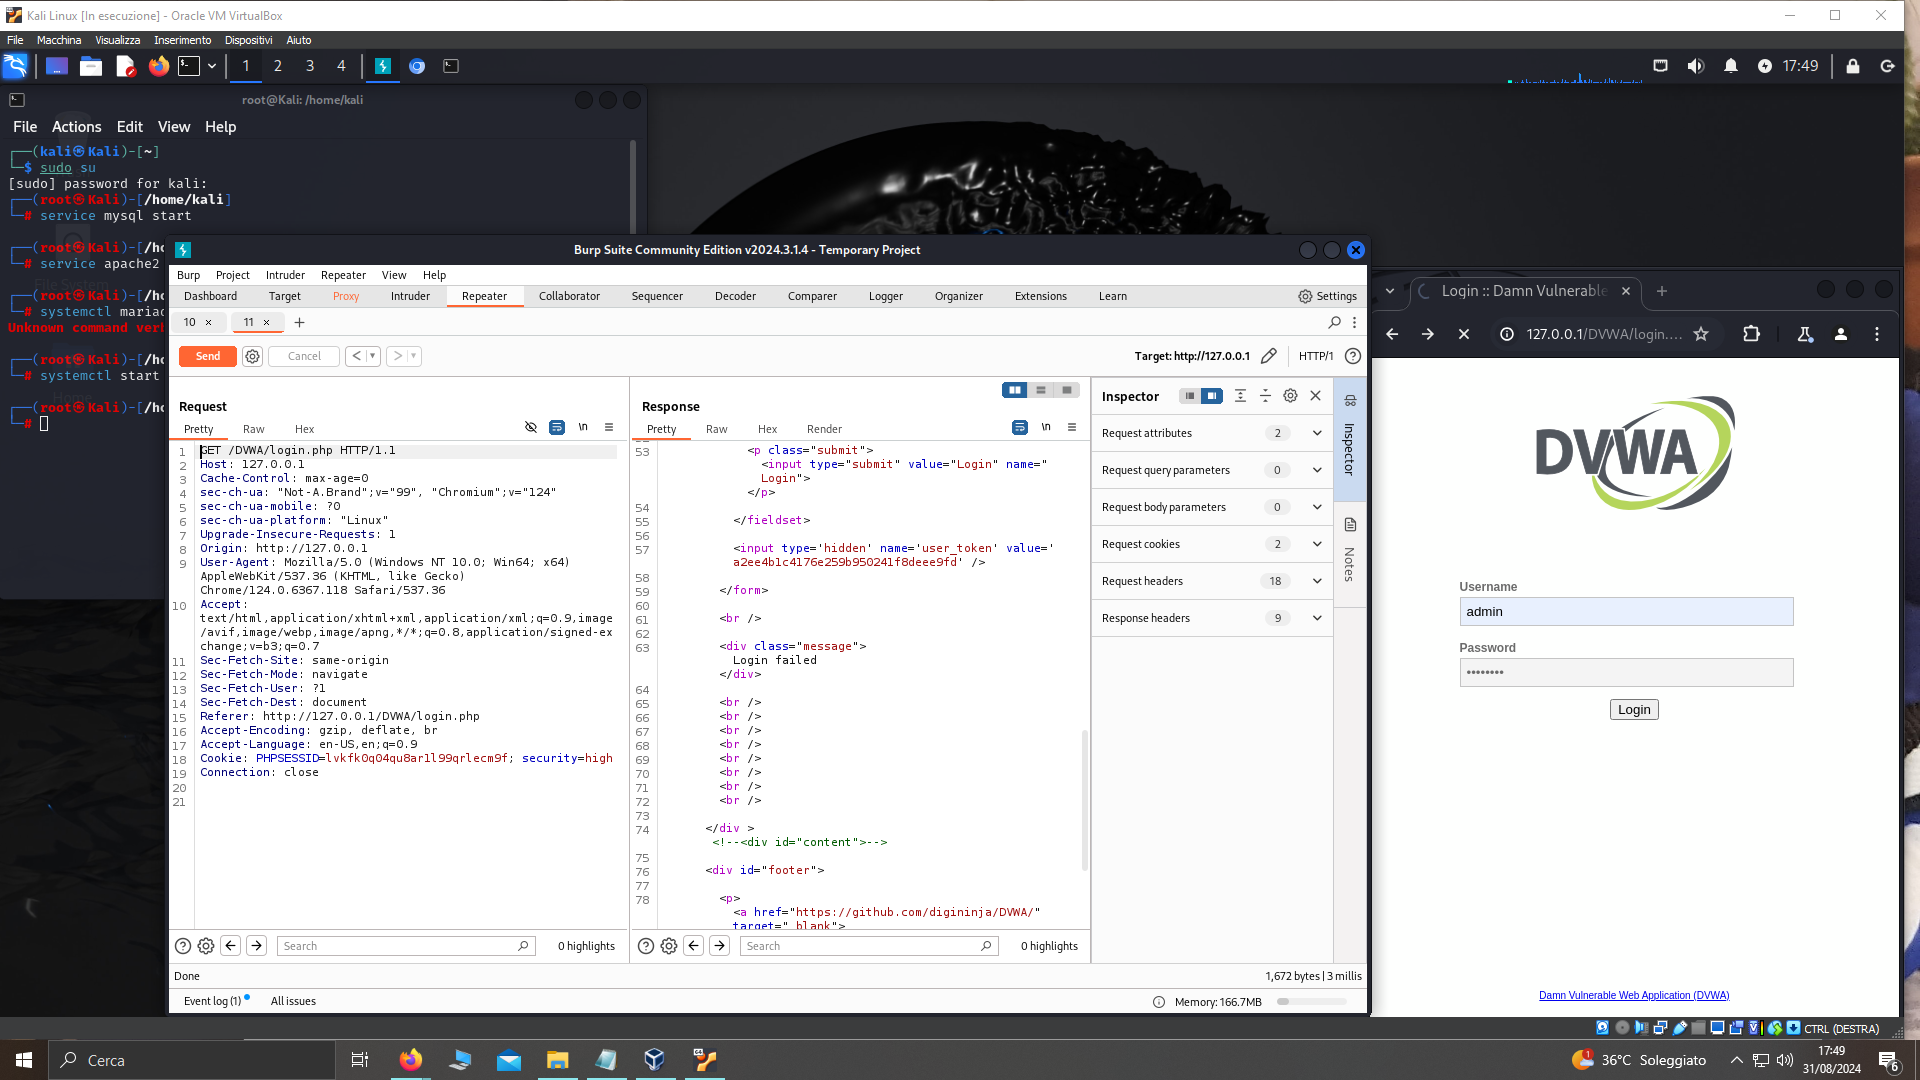 Kali Linux [In esecuzione] - Oracle VM VirtualBox
File Macchina Visualizza Inserimento Dispositivi Aiuto
1 2 3 4
17:49
root@Kali: /home/kali
File Actions Edit View Help
(kali㉿Kali)-[~]
$ sudo su
[sudo] password for kali:
(root㉿Kali)-[/home/kali]
# service mysql start
(root㉿Kali)-[/ho
# service apache2
(root㉿Kali)-[/ho
# systemctl mariad
Unknown command verb
(root㉿Kali)-[/ho
# systemctl start
(root㉿Kali)-[/ho
#
File System
Home
Burp Suite Community Edition v2024.3.1.4 - Temporary Project
Burp Project Intruder Repeater View Help
Dashboard Target Proxy Intruder Repeater Collaborator Sequencer Decoder Comparer Logger Organizer Extensions Learn Settings
10 × 11 × +
Send Cancel < >
Target: http://127.0.0.1 HTTP/1
Request
Pretty Raw Hex \n
1 GET /DVWA/login.php HTTP/1.1
2 Host: 127.0.0.1
3 Cache-Control: max-age=0
4 sec-ch-ua: "Not-A.Brand";v="99", "Chromium";v="124"
5 sec-ch-ua-mobile: ?0
6 sec-ch-ua-platform: "Linux"
7 Upgrade-Insecure-Requests: 1
8 Origin: http://127.0.0.1
9 User-Agent: Mozilla/5.0 (Windows NT 10.0; Win64; x64)
AppleWebKit/537.36 (KHTML, like Gecko)
Chrome/124.0.6367.118 Safari/537.36
10 Accept:
text/html,application/xhtml+xml,application/xml;q=0.9,image
/avif,image/webp,image/apng,*/*;q=0.8,application/signed-ex
change;v=b3;q=0.7
11 Sec-Fetch-Site: same-origin
12 Sec-Fetch-Mode: navigate
13 Sec-Fetch-User: ?1
14 Sec-Fetch-Dest: document
15 Referer: http://127.0.0.1/DVWA/login.php
16 Accept-Encoding: gzip, deflate, br
17 Accept-Language: en-US,en;q=0.9
18 Cookie: PHPSESSID=lvkfk0q04qu8ar1l99qrlecm9f; security=high
19 Connection: close
20
21
Search 0 highlights
Response
Pretty Raw Hex Render \n
53 <p class="submit">
<input type="submit" value="Login" name="
Login">
</p>
54
55 </fieldset>
56
57 <input type='hidden' name='user_token' value='
a2ee4b1c4176e259b950241f8deee9fd' />
58
59 </form>
60
61 <br />
62
63 <div class="message">
Login failed
</div>
64
65 <br />
66 <br />
67 <br />
68 <br />
69 <br />
70 <br />
71 <br />
72 <br />
73
74 </div >
<!--<div id="content">-->
75
76 <div id="footer">
77
78 <p>
<a href="https://github.com/digininja/DVWA/"
target="_blank">
Search 0 highlights
Inspector
Request attributes 2
Request query parameters 0
Request body parameters 0
Request cookies 2
Request headers 18
Response headers 9
Inspector
Notes
Done
1,672 bytes | 3 millis
Event log (1) All issues
Memory: 166.7MB
Login :: Damn Vulnerable
127.0.0.1/DVWA/login....
DVWA
Username
admin
Password
••••••••
Login
Damn Vulnerable Web Application (DVWA)
CTRL (DESTRA)
Cerca
1
36°C Soleggiato
17:49
31/08/2024
6